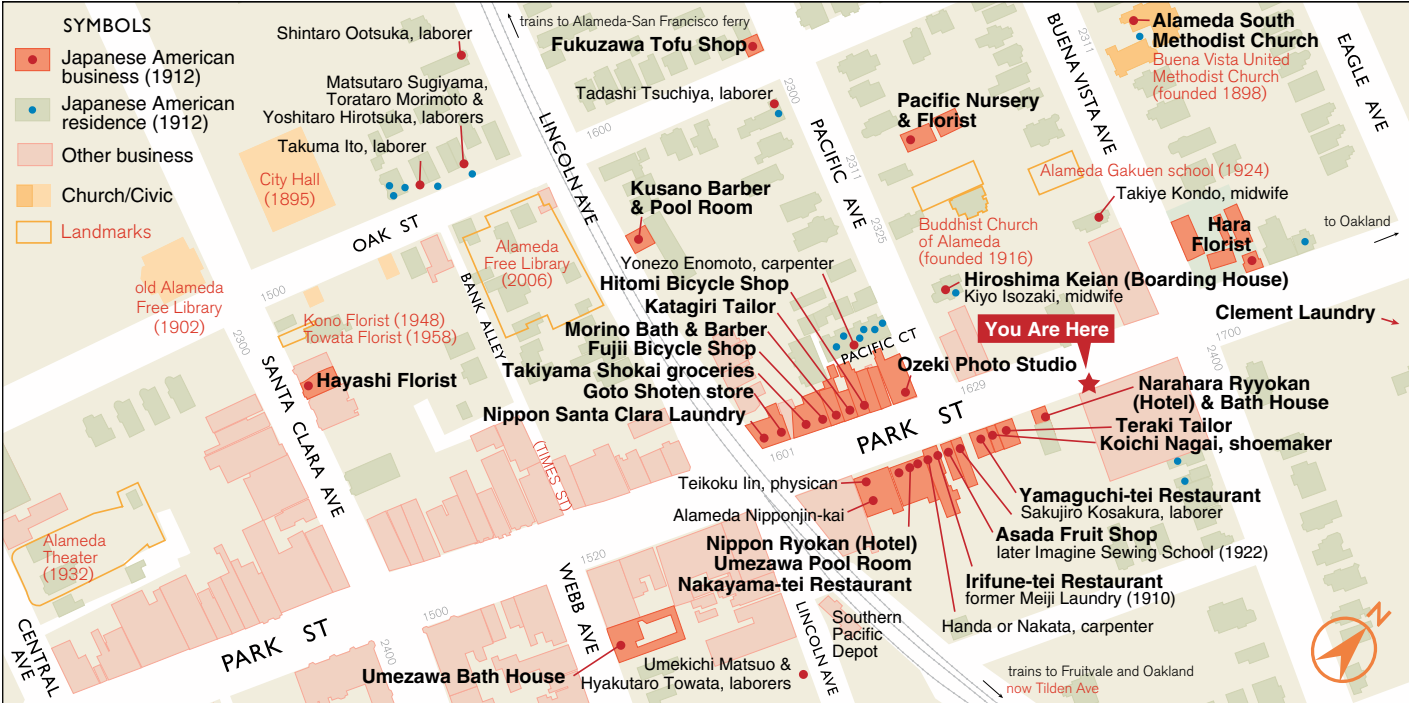 SYMBOLS
Japanese American
business (1912)
Japanese American
residence (1912)
Other business
Church/Civic
Landmarks
Shintaro Ootsuka, laborer
Matsutaro Sugiyama,
Torataro Morimoto &
Yoshitaro Hirotsuka, laborers
Takuma Ito, laborer
City Hall
(1895)
trains to Alameda-San Francisco ferry
Fukuzawa Tofu Shop
Tadashi Tsuchiya, laborer
LINCOLN AVE
1600
2300
PACIFIC AVE
2311
2325
Pacific Nursery
& Florist
BUENA VISTA AVE
2311
Alameda South
Methodist Church
Buena Vista United
Methodist Church
(founded 1898)
EAGLE AVE
Alameda Gakuen school (1924)
Takiye Kondo, midwife
Buddhist Church
of Alameda
(founded 1916)
Hara
Florist
to Oakland
Kusano Barber
& Pool Room
OAK ST
1500
old Alameda
Free Library
(1902)
2300
Alameda
Free Library
(2006)
BANK ALLEY
(TIMES ST)
Kono Florist (1948)
Towata Florist (1958)
Hayashi Florist
SANTA CLARA AVE
Yonezo Enomoto, carpenter
Hitomi Bicycle Shop
Katagiri Tailor
Morino Bath & Barber
Fujii Bicycle Shop
Takiyama Shokai groceries
Goto Shoten store
Nippon Santa Clara Laundry
PACIFIC CT
Ozeki Photo Studio
Hiroshima Keian (Boarding House)
Kiyo Isozaki, midwife
You Are Here
Clement Laundry
1700
2400
1629
PARK ST
1601
Narahara Ryyokan
(Hotel) & Bath House
Teraki Tailor
Koichi Nagai, shoemaker
Yamaguchi-tei Restaurant
Sakujiro Kosakura, laborer
Asada Fruit Shop
later Imagine Sewing School (1922)
Irifune-tei Restaurant
former Meiji Laundry (1910)
Handa or Nakata, carpenter
Teikoku Iin, physican
Alameda Nipponjin-kai
Nippon Ryokan (Hotel)
Umezawa Pool Room
Nakayama-tei Restaurant
Alameda
Theater
(1932)
CENTRAL AVE
PARK ST
1500
2400
1520
WEBB AVE
Umezawa Bath House
Umekichi Matsuo &
Hyakutaro Towata, laborers
LINCOLN AVE
Southern
Pacific
Depot
trains to Fruitvale and Oakland
now Tilden Ave
N